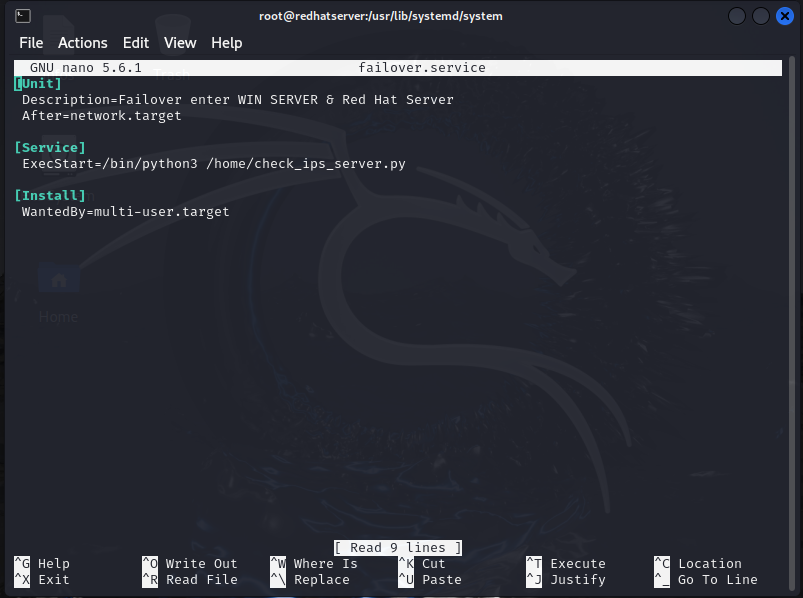 root@redhatserver:/usr/lib/systemd/system
File Actions Edit View Help
GNU nano 5.6.1 failover.service
[Unit]
Description=Failover enter WIN SERVER & Red Hat Server
After=network.target
[Service]
ExecStart=/bin/python3 /home/check_ips_server.py
[Install]
WantedBy=multi-user.target
Trash
Home
[ Read 9 lines ]
^G Help ^O Write Out ^W Where Is ^K Cut ^T Execute ^C Location
^X Exit ^R Read File ^\ Replace ^U Paste ^J Justify ^_ Go To Line